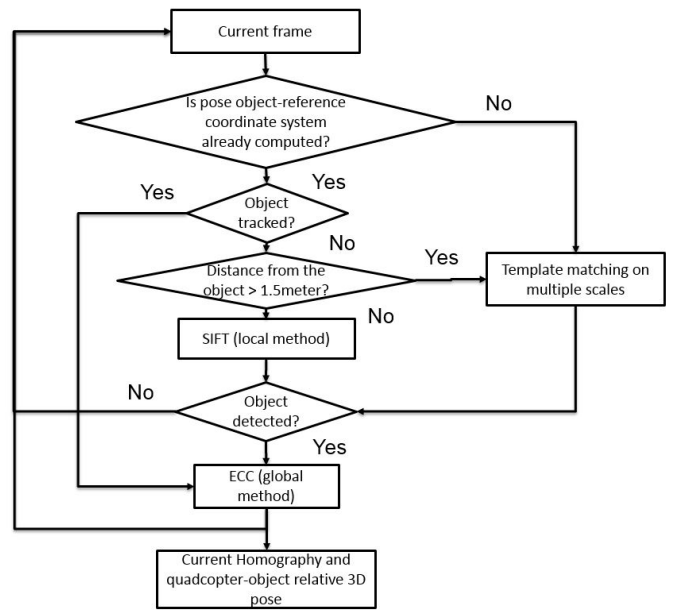 Current frame
Is pose object-reference
coordinate system
already computed?
No
Yes
Yes
Object
tracked?
No
Distance from the
object > 1.5meter?
Yes
Template matching on
multiple scales
No
SIFT (local method)
No
Object
detected?
Yes
ECC (global
method)
Current Homography and
quadcopter-object relative 3D
pose